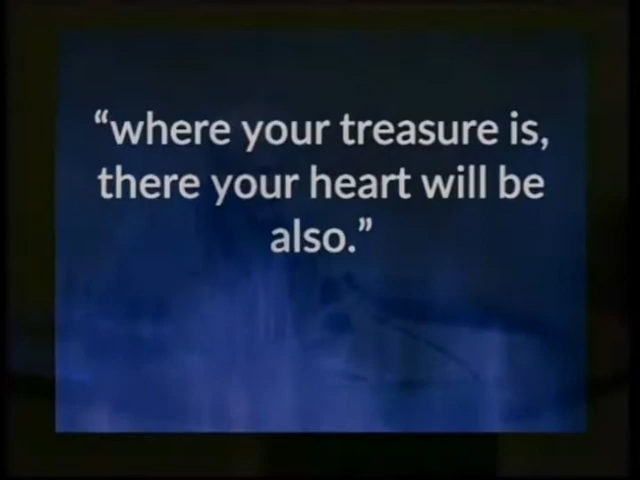 “where your treasure is,
there your heart will be
also.”